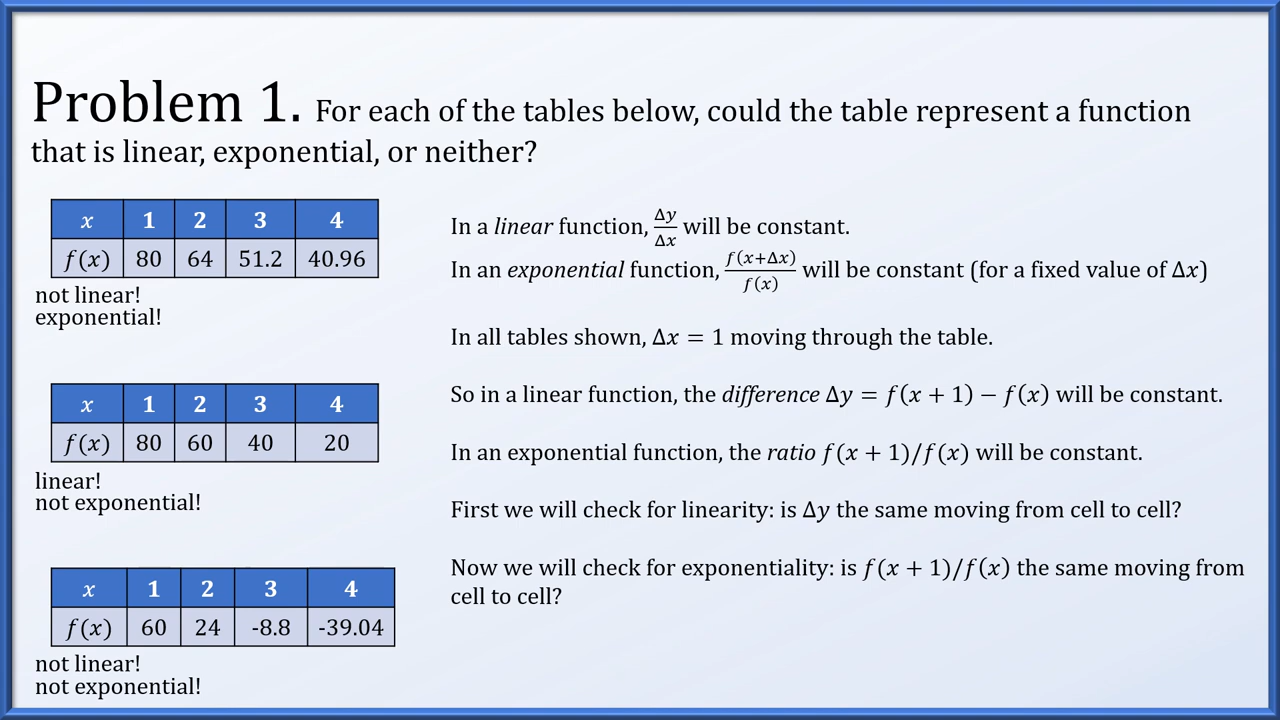 Problem 1. For each of the tables below, could the table represent a function
that is linear, exponential, or neither?
x 1 2 3 4
f(x) 80 64 51.2 40.96
not linear!
exponential!
x 1 2 3 4
f(x) 80 60 40 20
linear!
not exponential!
x 1 2 3 4
f(x) 60 24 -8.8 -39.04
not linear!
not exponential!
In a linear function, Δy/Δx will be constant.
In an exponential function, f(x+Δx)/f(x) will be constant (for a fixed value of Δx)
In all tables shown, Δx = 1 moving through the table.
So in a linear function, the difference Δy = f(x + 1) − f(x) will be constant.
In an exponential function, the ratio f(x + 1)/f(x) will be constant.
First we will check for linearity: is Δy the same moving from cell to cell?
Now we will check for exponentiality: is f(x + 1)/f(x) the same moving from
cell to cell?